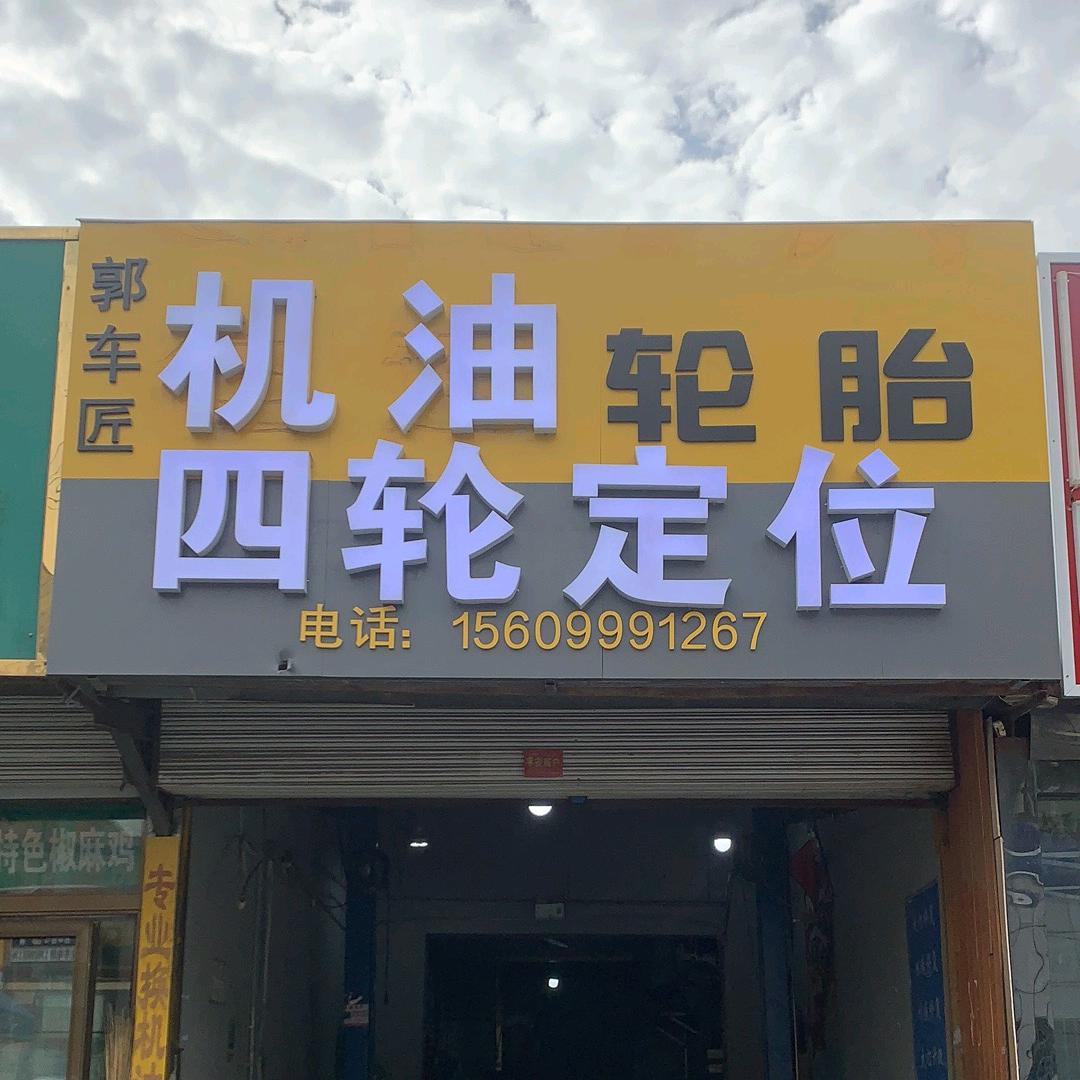 郭车匠
机油 轮胎
四轮定位
电话：15609991267
特色椒麻鸡
专业换机油